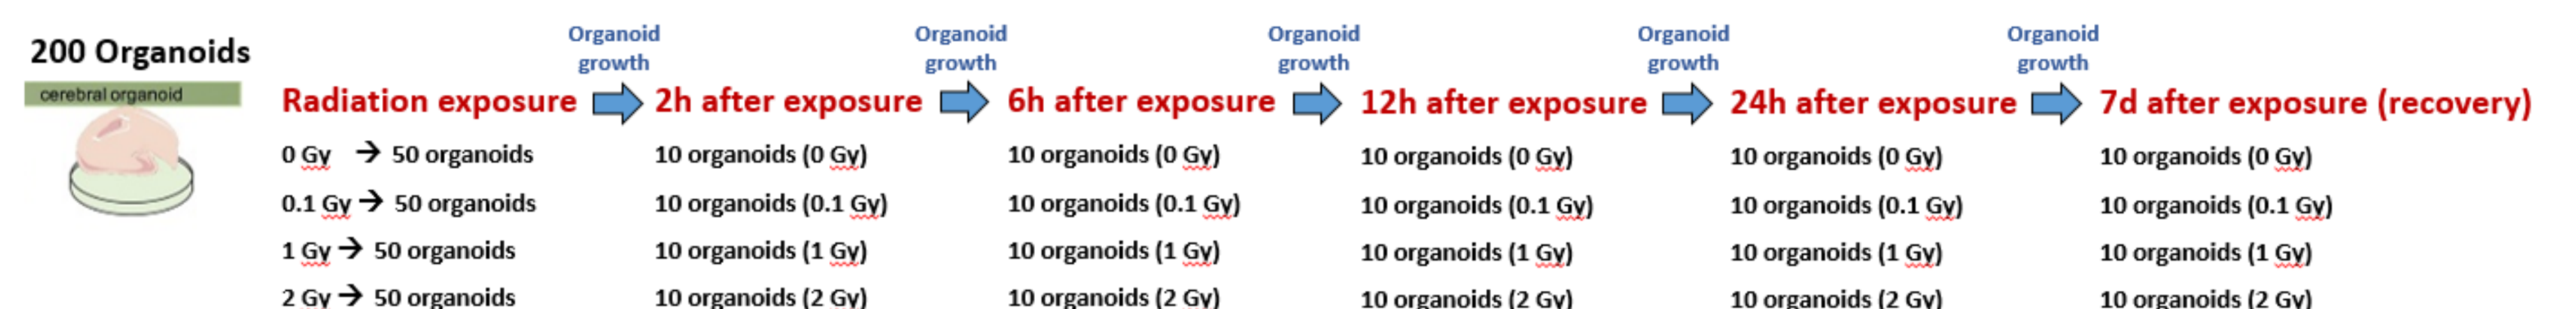 200 Organoids
cerebral organoid
Organoid growth
Organoid growth
Organoid growth
Organoid growth
Organoid growth
Radiation exposure
2h after exposure
6h after exposure
12h after exposure
24h after exposure
7d after exposure (recovery)
0 Gy → 50 organoids
10 organoids (0 Gy)
10 organoids (0 Gy)
10 organoids (0 Gy)
10 organoids (0 Gy)
10 organoids (0 Gy)
0.1 Gy → 50 organoids
10 organoids (0.1 Gy)
10 organoids (0.1 Gy)
10 organoids (0.1 Gy)
10 organoids (0.1 Gy)
10 organoids (0.1 Gy)
1 Gy → 50 organoids
10 organoids (1 Gy)
10 organoids (1 Gy)
10 organoids (1 Gy)
10 organoids (1 Gy)
10 organoids (1 Gy)
2 Gy → 50 organoids
10 organoids (2 Gy)
10 organoids (2 Gy)
10 organoids (2 Gy)
10 organoids (2 Gy)
10 organoids (2 Gy)